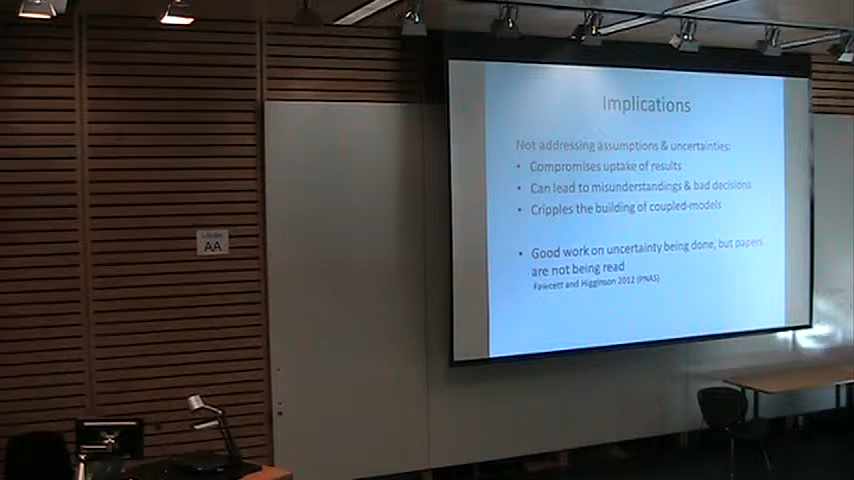 Implications
Not addressing assumptions & uncertainties:
• Compromises uptake of results
• Can lead to misunderstandings & bad decisions
• Cripples the building of coupled-models
• Good work on uncertainty being done, but papers
are not being read
Fawcett and Higginson 2012 (PNAS)
AA